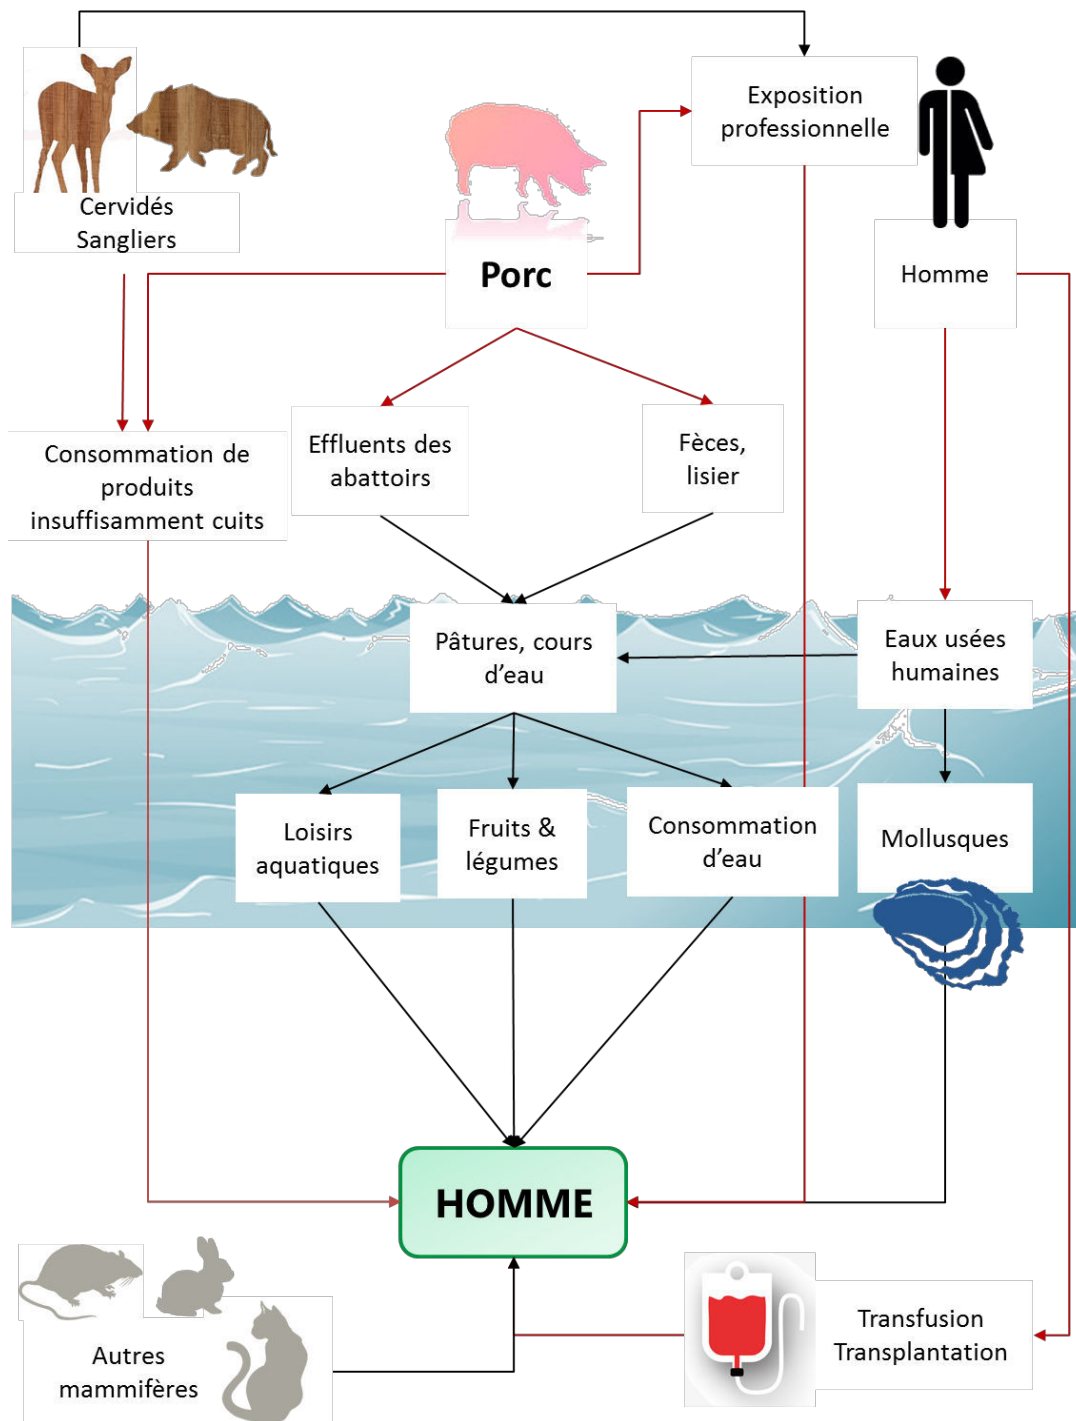 Exposition
professionnelle
Cervidés
Sangliers
Porc
Homme
Consommation de
produits
insuffisamment cuits
Effluents des
abattoirs
Fèces,
lisier
Pâtures, cours
d’eau
Eaux usées
humaines
Loisirs
aquatiques
Fruits &
légumes
Consommation
d’eau
Mollusques
HOMME
Autres
mammifères
Transfusion
Transplantation